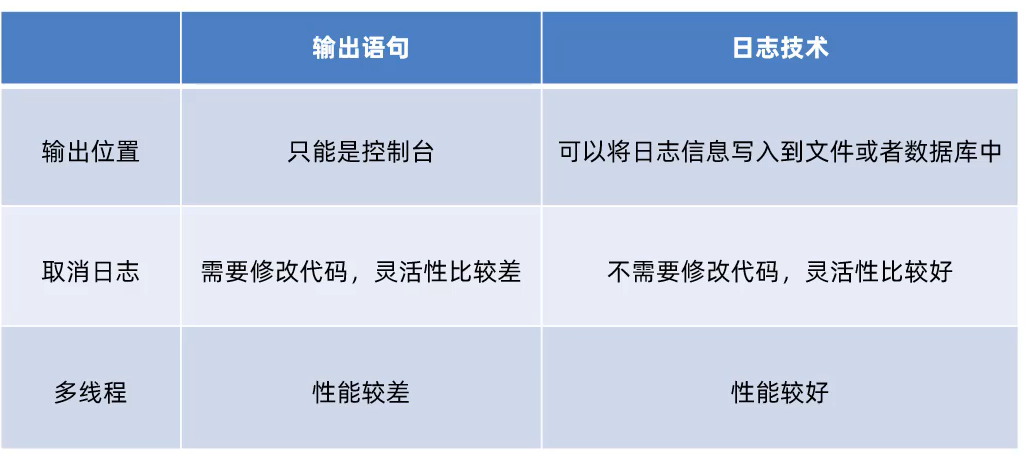 输出语句 日志技术
输出位置 只能是控制台 可以将日志信息写入到文件或者数据库中
取消日志 需要修改代码，灵活性比较差 不需要修改代码，灵活性比较好
多线程 性能较差 性能较好